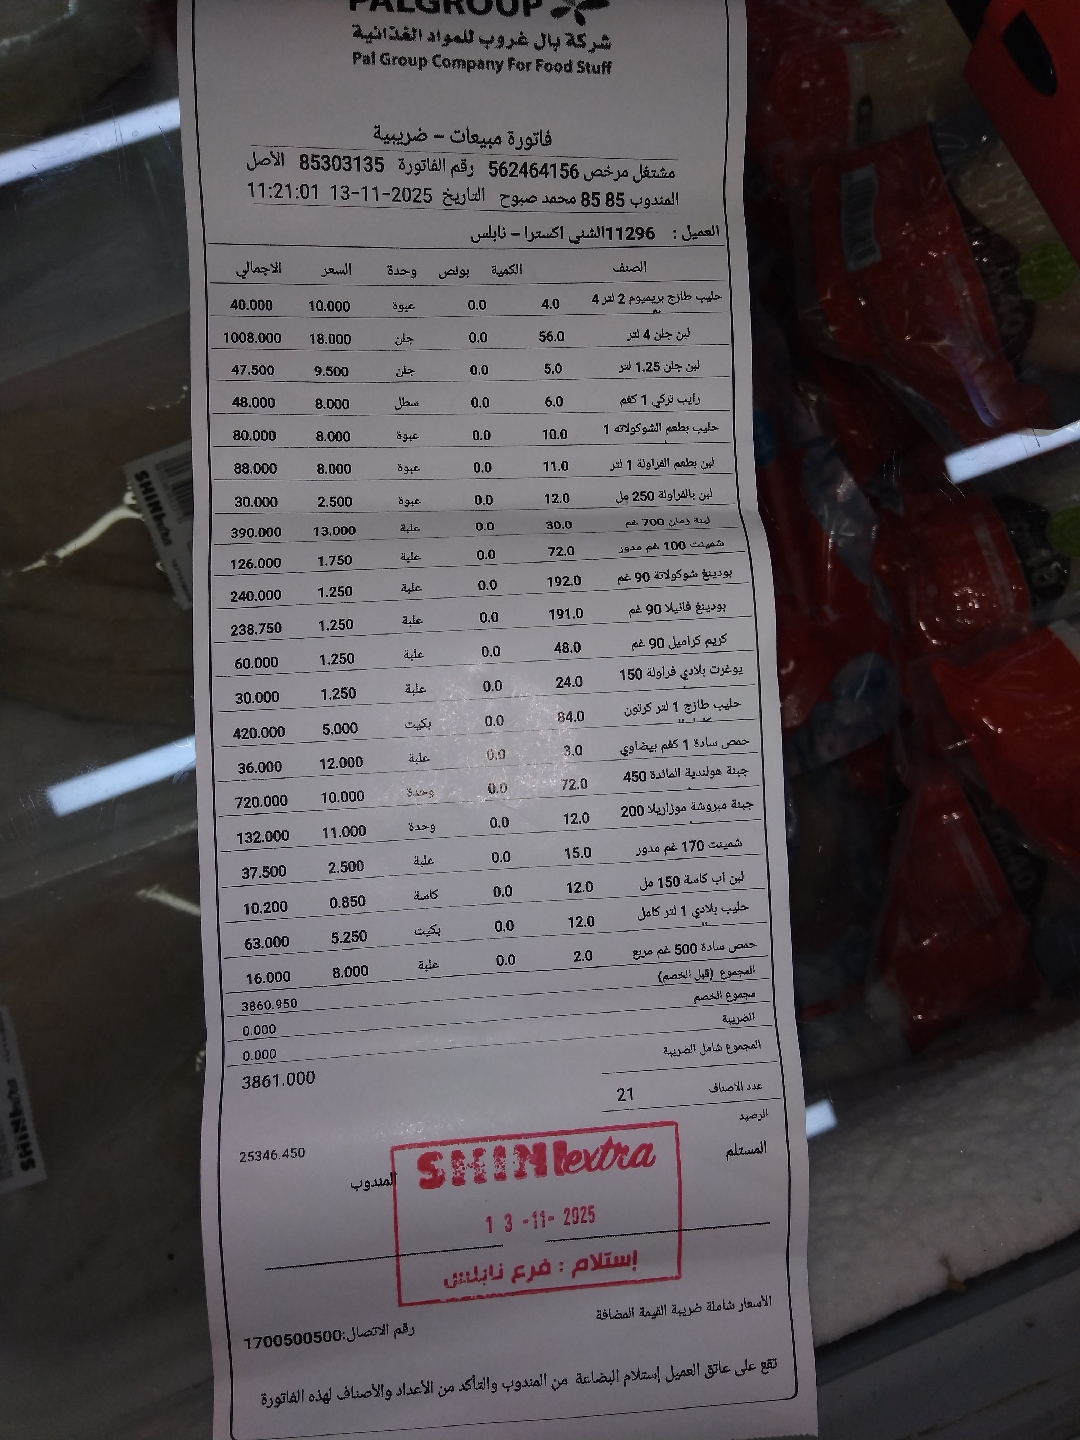 PALGROUP
شركة بال غروب للمواد الغذائية
Pal Group Company For Food Stuff
فاتورة مبيعات - ضريبية
مشتغل مرخص 562464156 رقم الفاتورة 85303135 الأصل
المندوب 85 85 محمد صبوح التاريخ 13-11-2025 11:21:01
العميل : 11296الشني اكسترا - نابلس
الصنف الكمية بونص وحدة السعر الاجمالي
حليب طازج بريميوم 2 لتر 4 4.0 0.0 عبوة 10.000 40.000
لبن جلن 4 لتر 56.0 0.0 جلن 18.000 1008.000
لبن جلن 1.25 لتر 5.0 0.0 جلن 9.500 47.500
رايب تركي 1 كغم 6.0 0.0 سطل 8.000 48.000
حليب بطعم الشوكولاته 1 10.0 0.0 عبوة 8.000 80.000
لبن بطعم الفراولة 1 لتر 11.0 0.0 عبوة 8.000 88.000
لبن بالفراولة 250 مل 12.0 0.0 عبوة 2.500 30.000
لبنة زمان 700 غم 30.0 0.0 علبة 13.000 390.000
شمينت 100 غم مدور 72.0 0.0 علبة 1.750 126.000
بودينغ شوكولاتة 90 غم 192.0 0.0 علبة 1.250 240.000
بودينغ فانيلا 90 غم 191.0 0.0 علبة 1.250 238.750
كريم كراميل 90 غم 48.0 0.0 علبة 1.250 60.000
يوغرت بلادي فراولة 150 24.0 0.0 علبة 1.250 30.000
حليب طازج 1 لتر كرتون 84.0 0.0 بكيت 5.000 420.000
حمص سادة 1 كغم بيضاوي 3.0 0.0 علبة 12.000 36.000
جبنة هولندية المائدة 450 72.0 0.0 وحدة 10.000 720.000
جبنة مبروشة موزاريلا 200 12.0 0.0 وحدة 11.000 132.000
شمينت 170 غم مدور 15.0 0.0 علبة 2.500 37.500
لبن أب كاسة 150 مل 12.0 0.0 كاسة 0.850 10.200
حليب بلادي 1 لتر كامل 12.0 0.0 بكيت 5.250 63.000
حمص سادة 500 غم مربع 2.0 0.0 علبة 8.000 16.000
المجموع (قبل الخصم) 3860.950
مجموع الخصم 0.000
الضريبة 0.000
المجموع شامل الضريبة 3861.000
عدد الاصناف 21
الرصيد 25346.450
المستلم المندوب
SHINI extra
13-11-2025
إستلام : فرع نابلس
الأسعار شاملة ضريبة القيمة المضافة
رقم الاتصال:1700500500
تقع على عاتق العميل إستلام البضاعة من المندوب والتأكد من الأعداد والأصناف لهذه الفاتورة